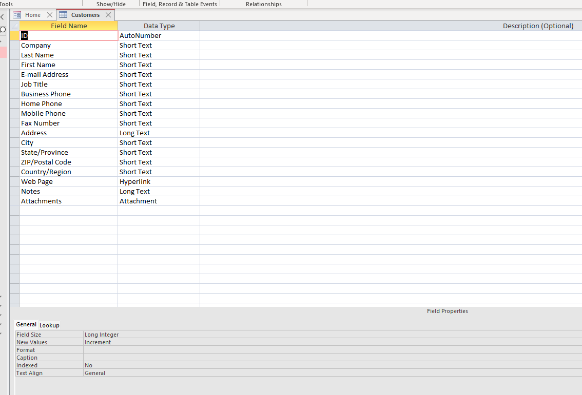 Tools Show/Hide Field, Record & Table Events Relationships
Home Customers
Field Name Data Type Description (Optional)
ID AutoNumber
Company Short Text
Last Name Short Text
First Name Short Text
E-mail Address Short Text
Job Title Short Text
Business Phone Short Text
Home Phone Short Text
Mobile Phone Short Text
Fax Number Short Text
Address Long Text
City Short Text
State/Province Short Text
ZIP/Postal Code Short Text
Country/Region Short Text
Web Page Hyperlink
Notes Long Text
Attachments Attachment
Field Properties
General Lookup
Field Size Long Integer
New Values Increment
Format
Caption
Indexed No
Text Align General